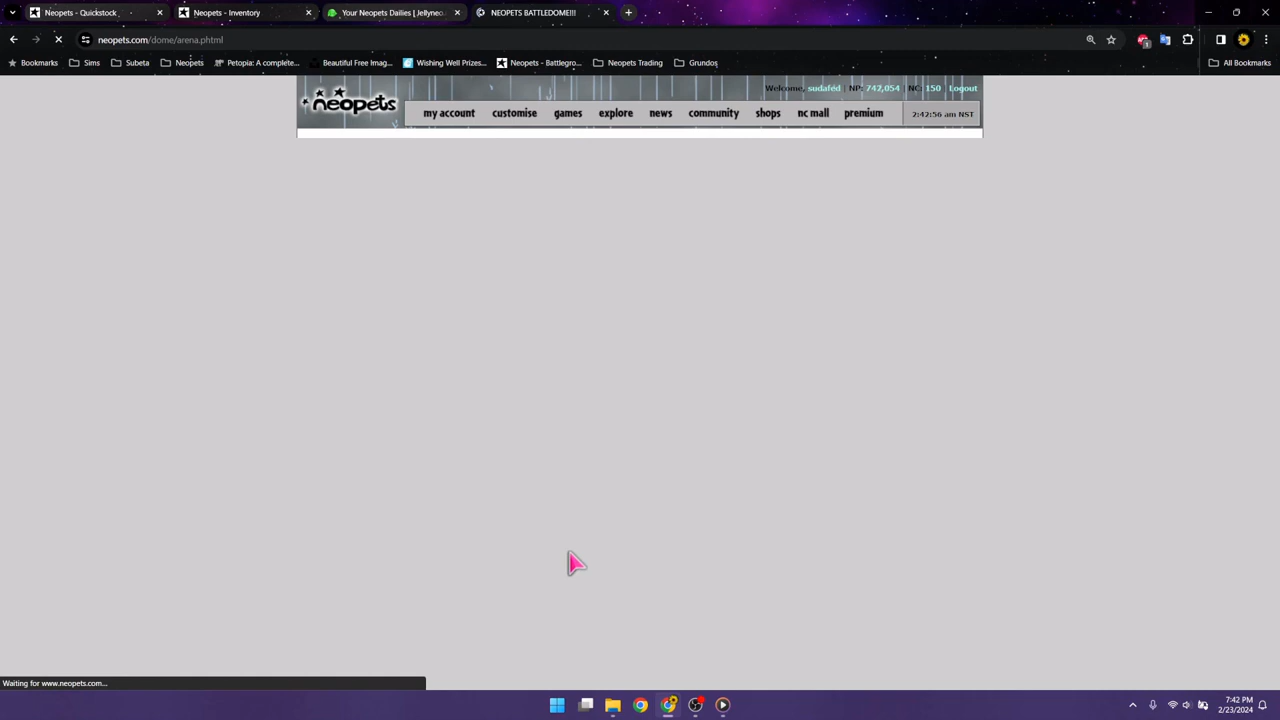 Neopets - Quickstock
Neopets - Inventory
Your Neopets Dailies | Jellyneo
NEOPETS BATTLEDOME!!!
neopets.com/dome/arena.phtml
1
Bookmarks
Sims
Subeta
Neopets
Petopia: A complete...
Beautiful Free Imag...
Wishing Well Prizes...
Neopets - Battlegro...
Neopets Trading
Grundos
All Bookmarks
neopets
Welcome, sudaféd | NP: 742,054 | NC: 150 Logout
my account
customise
games
explore
news
community
shops
nc mall
premium
2:42:56 am NST
Waiting for www.neopets.com...
7:42 PM
2/23/2024